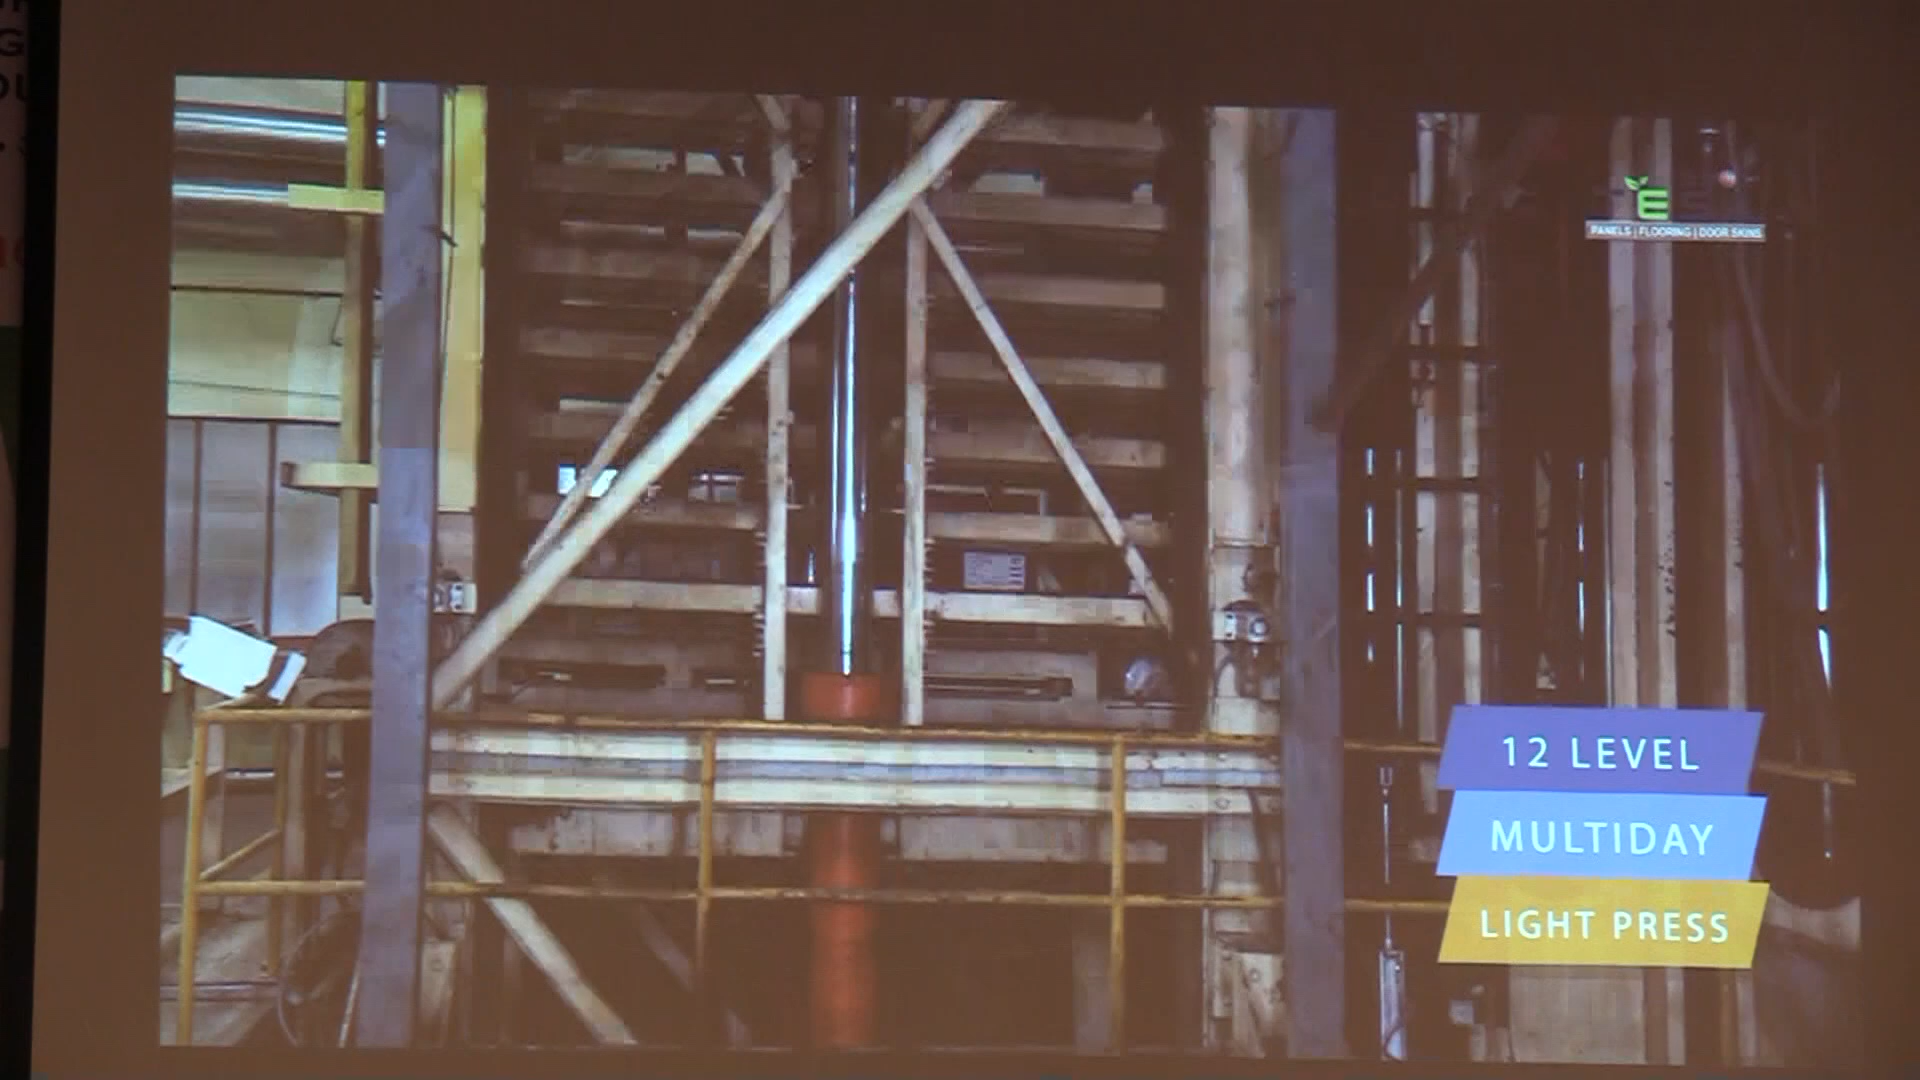 E
PANELS | FLOORING | DOOR SKINS
12 LEVEL
MULTIDAY
LIGHT PRESS